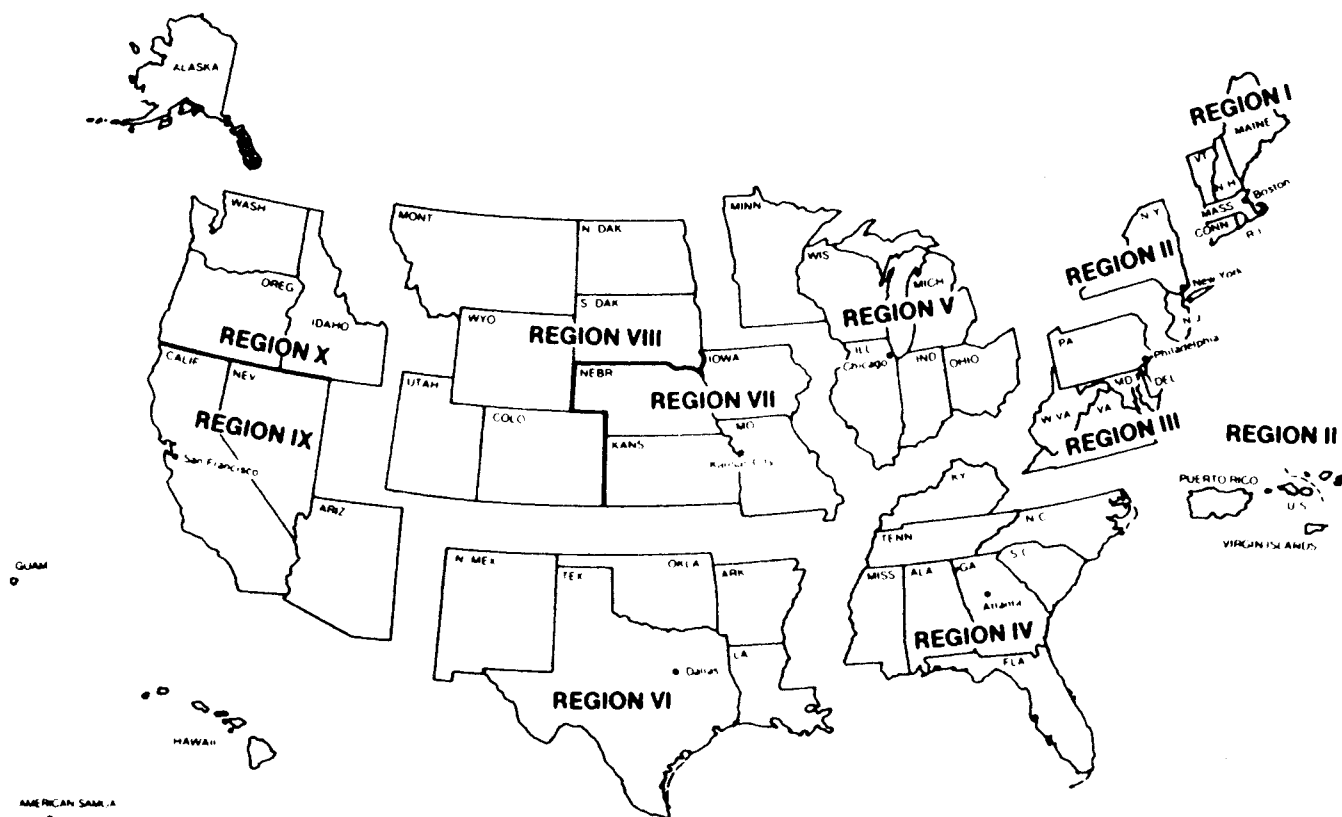 ALASKA
REGION I
MAINE
VT
N H
Boston
MASS
CONN
R I
WASH
MONT
N DAK
MINN
N Y
WIS
REGION II
OREG
MICH
New York
S DAK
REGION V
IDAHO
WYO
N J
REGION X
REGION VIII
PA
Philadelphia
CALIF
NEV
UTAH
NEBR
IOWA
ILL
Chicago
IND
OHIO
MD
DEL
REGION VII
COLO
W VA
VA
REGION IX
MO
REGION III
REGION II
San Francisco
KANS
Kansas City
KY
PUERTO RICO
U S
VIRGIN ISLANDS
ARIZ
N C
TENN
N MEX
TEX
OKLA
ARK
MISS
ALA
GA
S C
GUAM
Atlanta
REGION IV
LA
FLA
Dallas
REGION VI
HAWAII
AMERICAN SAMOA